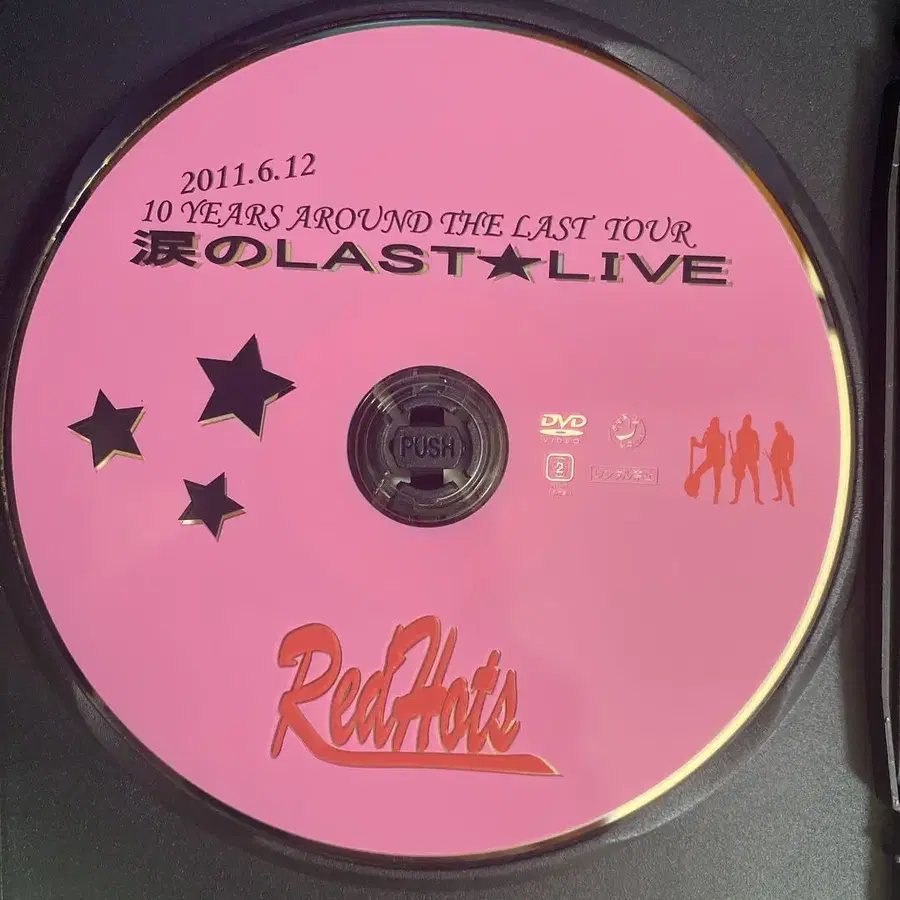 2011.6.12
10 YEARS AROUND THE LAST TOUR
涙のLAST★LIVE
PUSH
DVD
VIDEO
2
レンタル禁止
RedHots